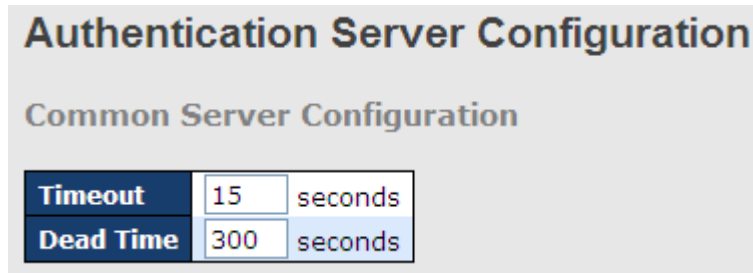 Authentication Server Configuration
Common Server Configuration
Timeout 15 seconds
Dead Time 300 seconds